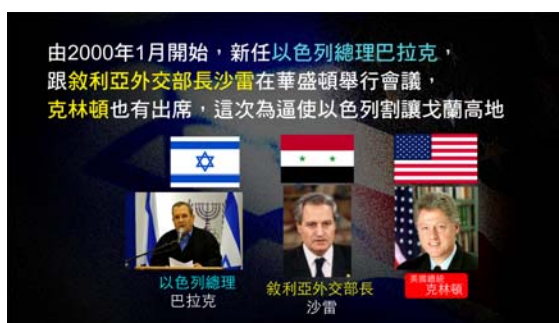 由2000年1月開始，新任以色列總理巴拉克，
跟敘利亞外交部長沙雷在華盛頓舉行會議，
克林頓也有出席，這次為逼使以色列割讓戈蘭高地
以色列總理
巴拉克
敘利亞外交部長
沙雷
美國總統
克林頓